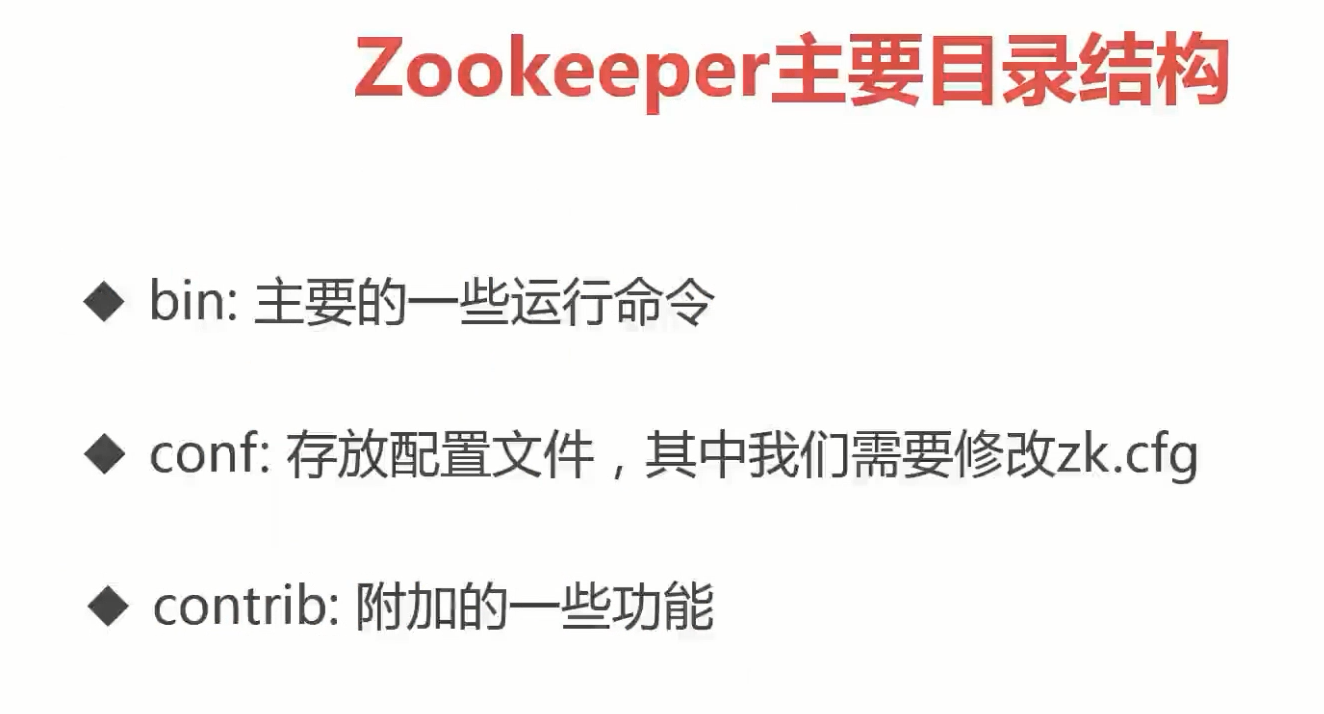 Zookeeper主要目录结构
◆ bin: 主要的一些运行命令
◆ conf: 存放配置文件，其中我们需要修改zk.cfg
◆ contrib: 附加的一些功能